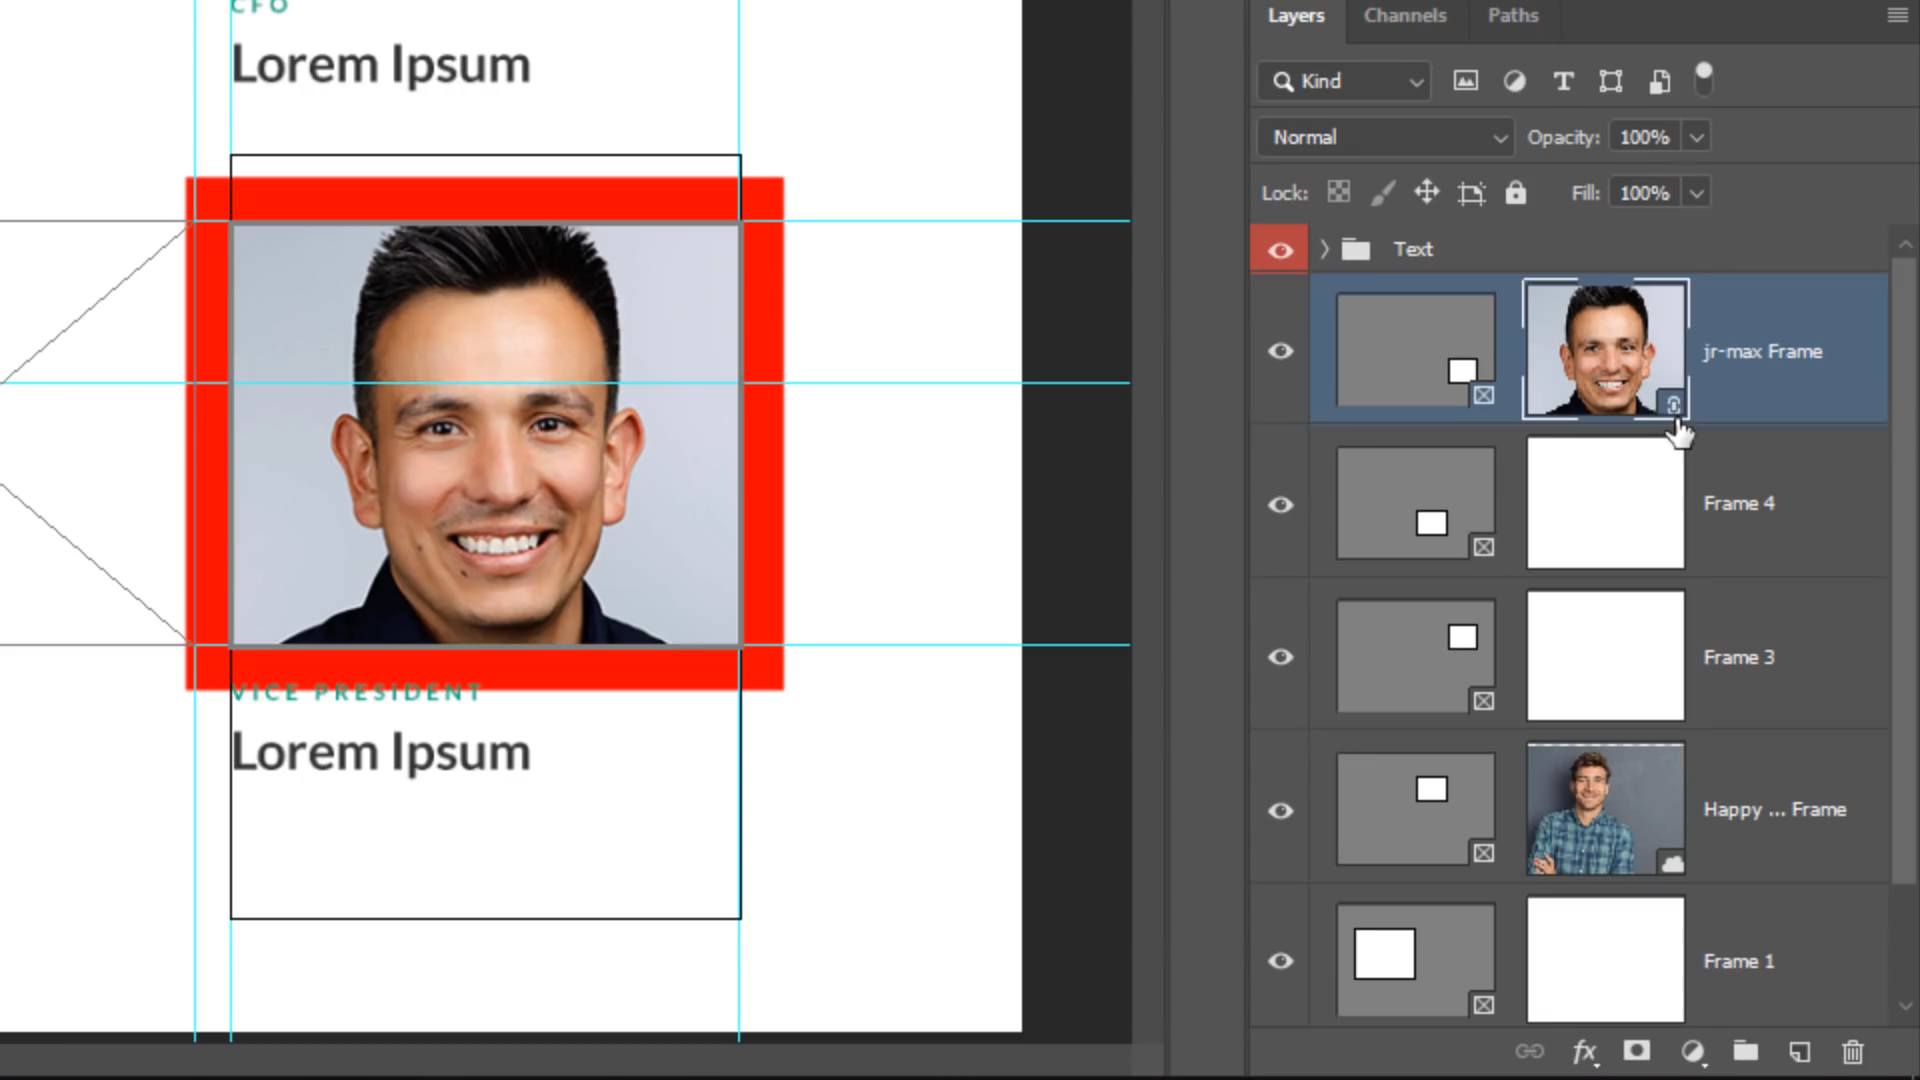 CFO
Lorem Ipsum
VICE PRESIDENT
Lorem Ipsum
Layers Channels Paths
Kind
Normal Opacity: 100%
Lock: Fill: 100%
Text
jr-max Frame
Frame 4
Frame 3
Happy ... Frame
Frame 1
fx